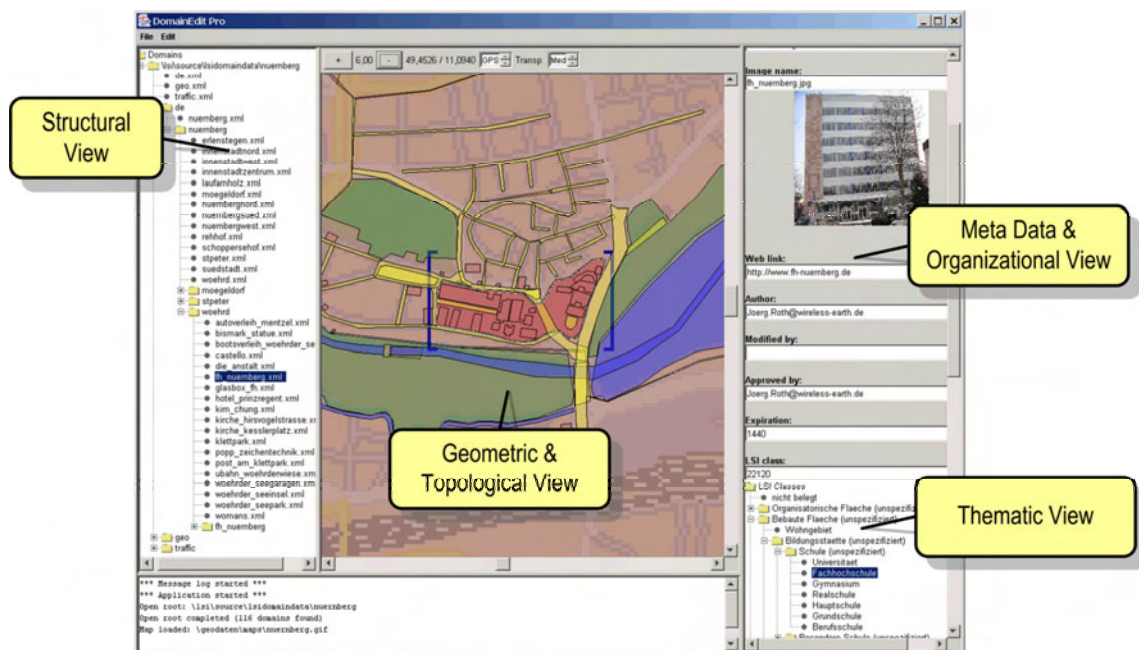 DomainEdit Pro
File Edit
Domains
\lsi\source\lsidomaindata\nuernberg
de.xml
geo.xml
traffic.xml
de
nuernberg.xml
nuernberg
erlenstegen.xml
innenstadtnord.xml
innenstadtwest.xml
innenstadtzentrum.xml
laufamholz.xml
moegeldorf.xml
nuernbergnord.xml
nuernbergsued.xml
nuernbergwest.xml
rehhof.xml
schoppersehof.xml
stpeter.xml
suedstadt.xml
woehrd.xml
moegeldorf
stpeter
woehrd
autoverleih_mentzel.xml
bismark_statue.xml
bootsverleih_woehrder_se
castello.xml
die_anstalt.xml
fh_nuernberg.xml
glasbox_fh.xml
hotel_prinzregent.xml
kim_chung.xml
kirche_hirsvogelstrasse.x
kirche_kesslerplatz.xml
klettpark.xml
popp_zeichentechnik.xml
post_am_klettpark.xml
ubahn_woehrderwiese.xml
woehrder_seegaragen.xml
woehrder_seeinsel.xml
woehrder_seepark.xml
womans.xml
fh_nuernberg
geo
traffic
Structural
View
+ 6,00 - 49,4526 / 11,0940 GPS Transp Med
Geometric &
Topological View
Image name:
fh_nuernberg.jpg
Web link:
http://www.fh-nuernberg.de
Author:
Joerg.Roth@wireless-earth.de
Modified by:
Approved by:
Joerg.Roth@wireless-earth.de
Expiration:
1440
LSI class:
22120
LSI Classes
nicht belegt
Organisatorische Flaeche (unspezifiz
Bebaute Flaeche (unspezifiziert)
Wohngebiet
Bildungsstaette (unspezifiziert)
Schule (unspezifiziert)
Universitaet
Fachhochschule
Gymnasium
Realschule
Hauptschule
Grundschule
Berufsschule
Besondere Schule (unspezifiziert)
Meta Data &
Organizational View
Thematic View
*** Message log started ***
*** Application started ***
Open root: \lsi\source\lsidomaindata\nuernberg
Open root completed (116 domains found)
Map loaded: \geodaten\maps\nuernberg.gif